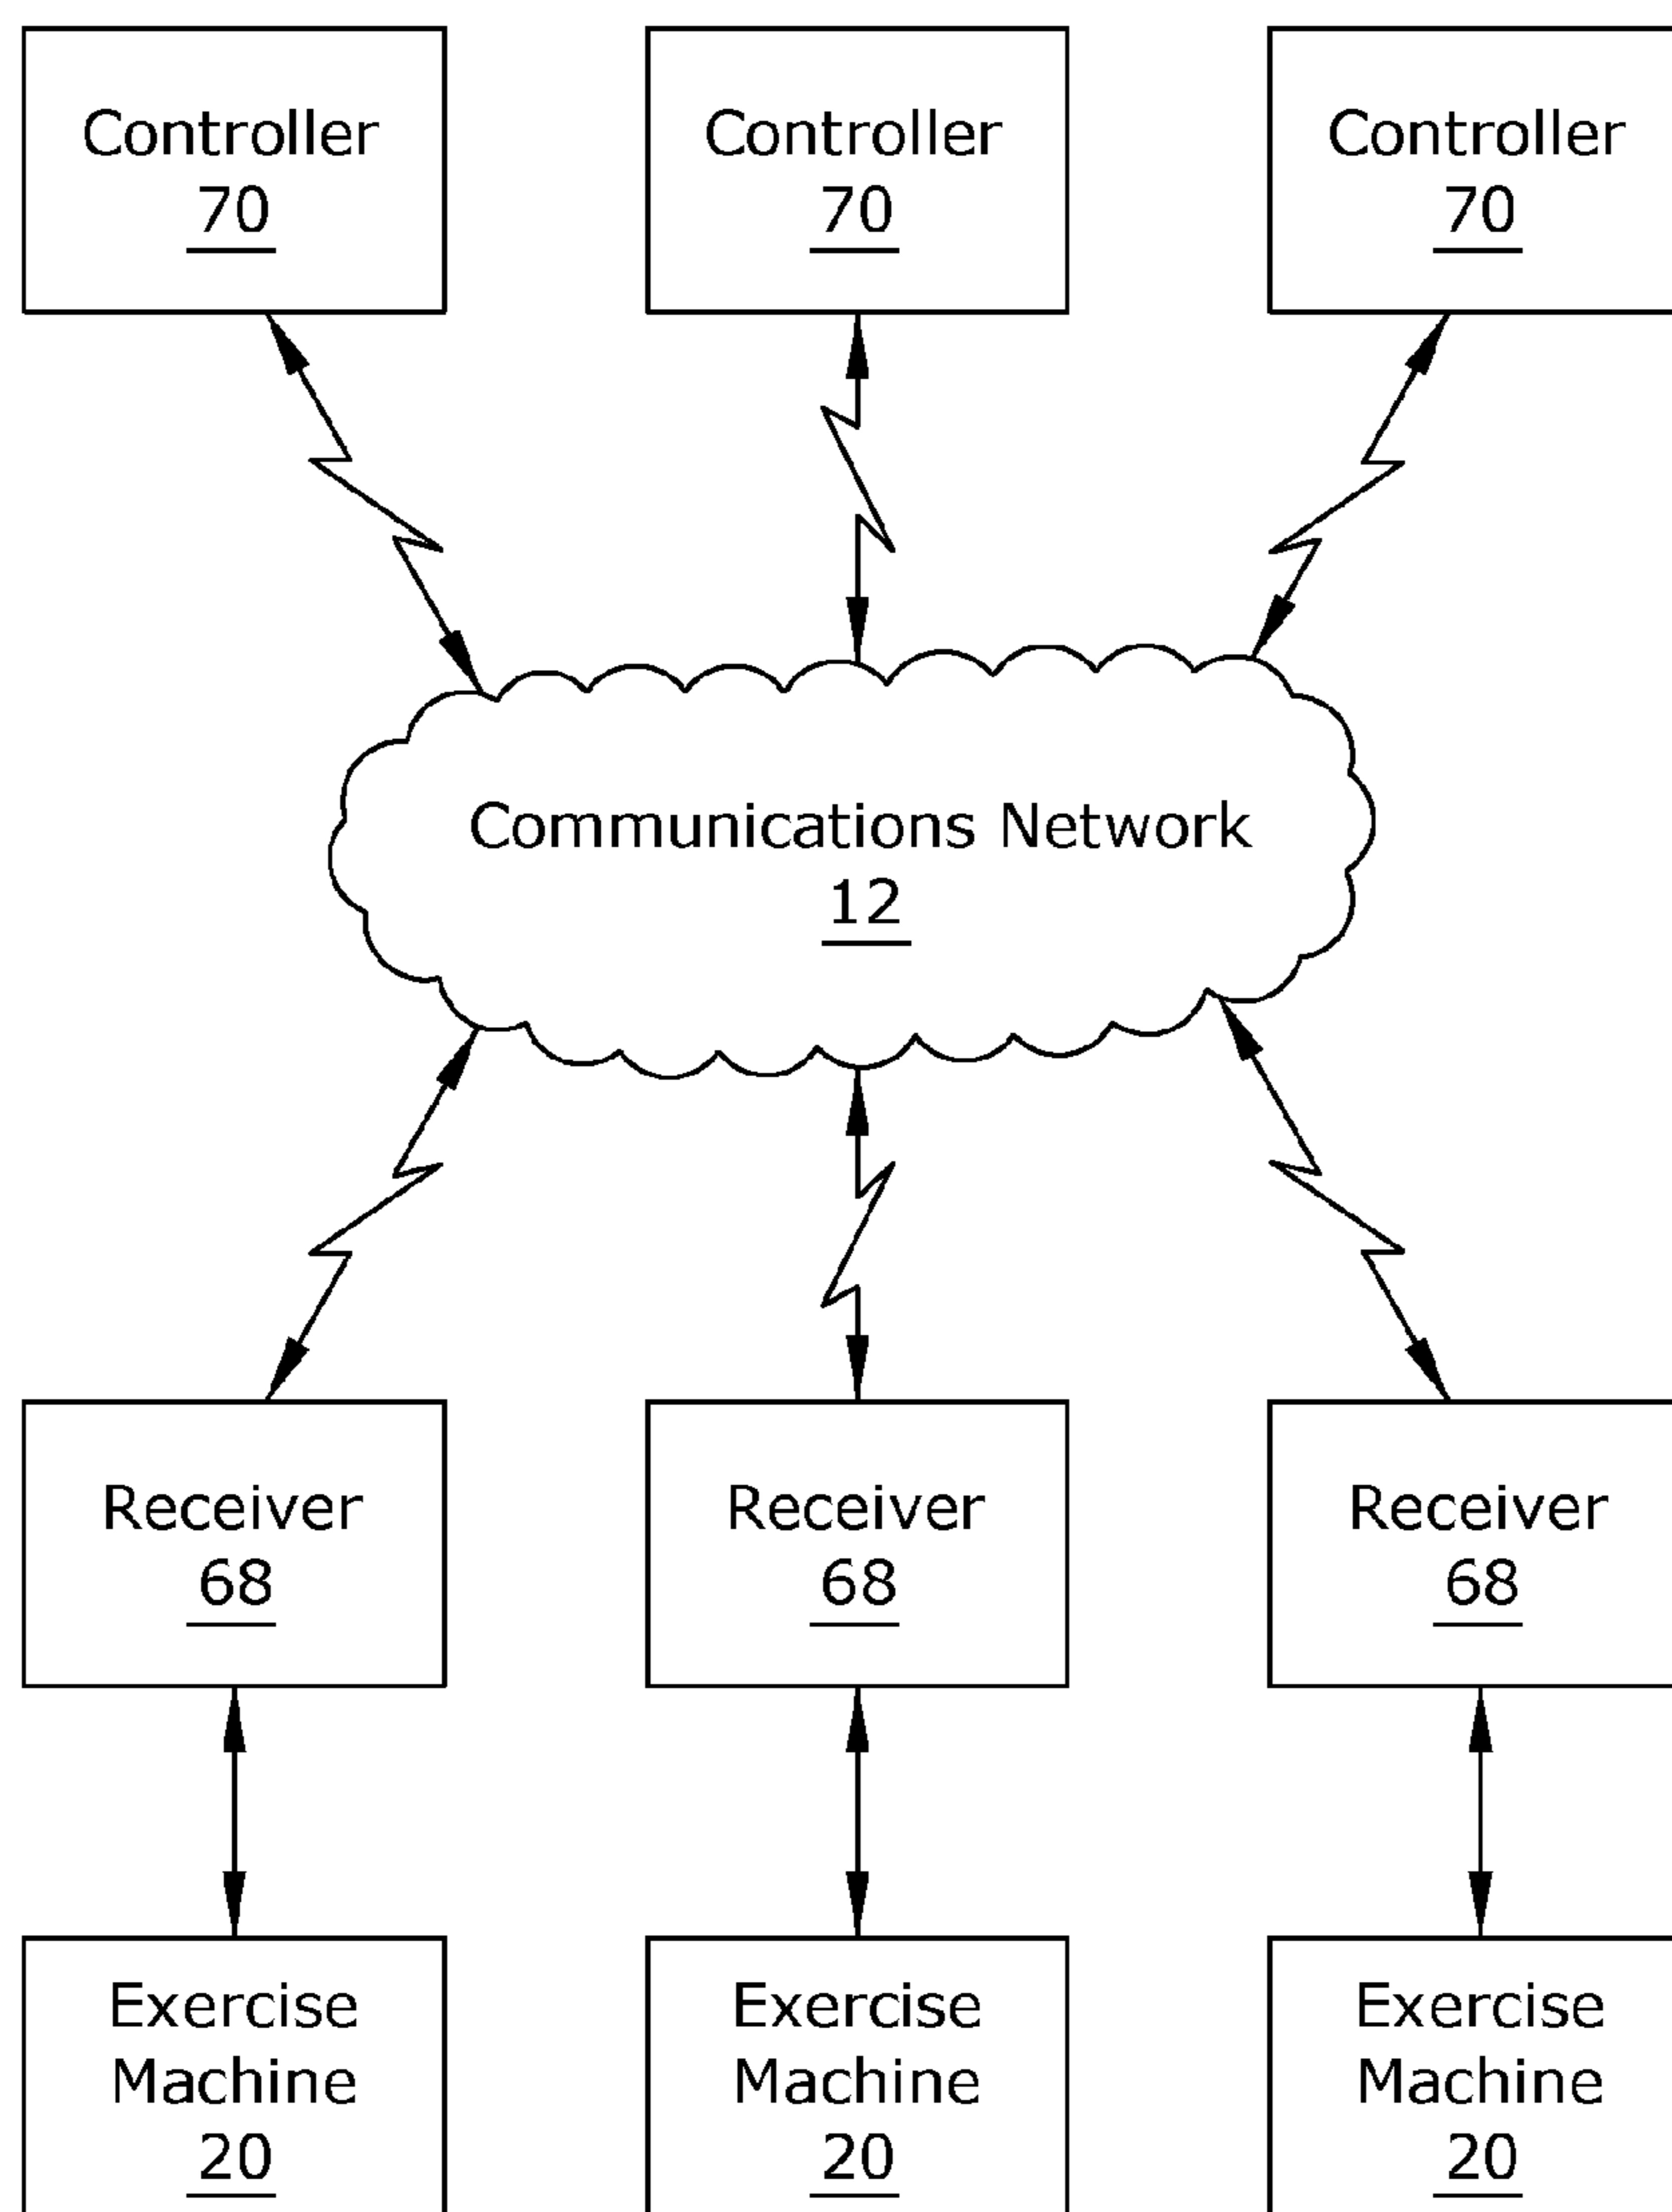 Controller
70
Controller
70
Controller
70
Communications Network
12
Receiver
68
Receiver
68
Receiver
68
Exercise
Machine
20
Exercise
Machine
20
Exercise
Machine
20